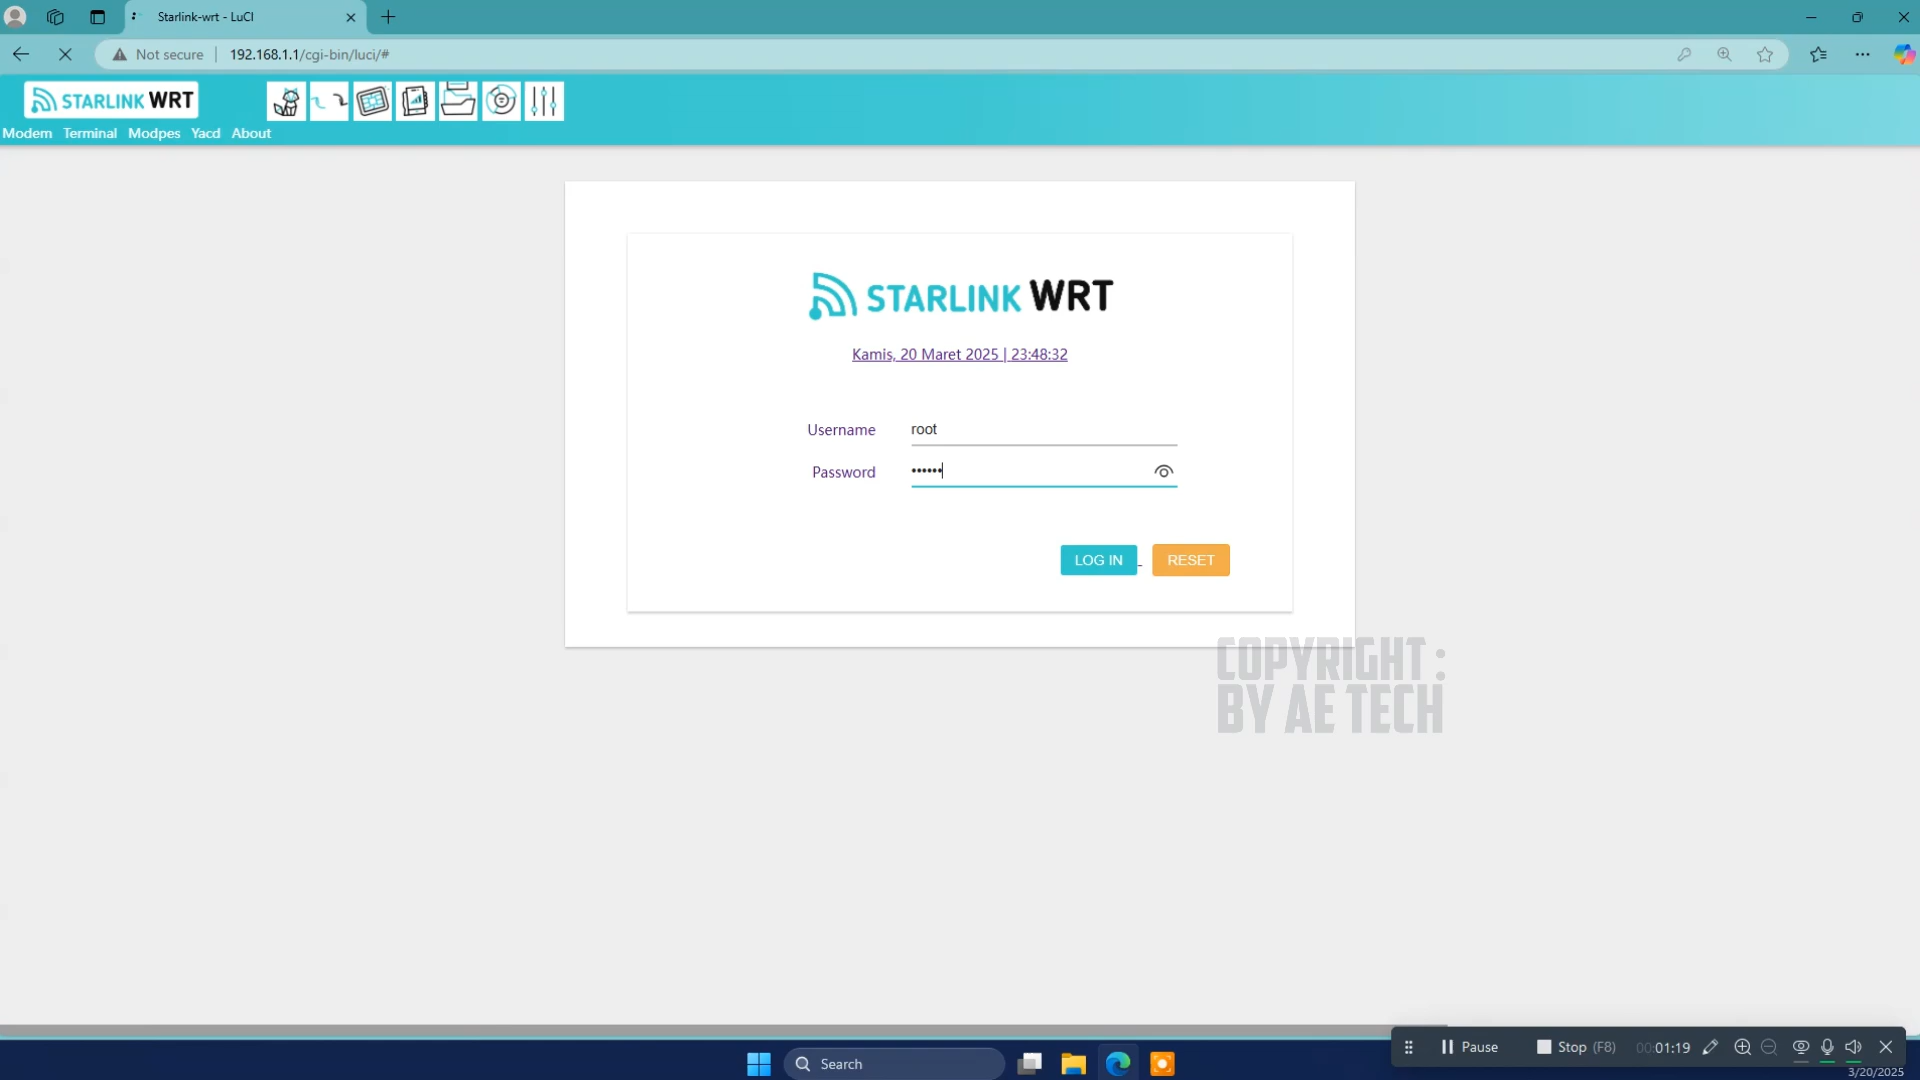 Starlink-wrt - LuCI
Not secure
192.168.1.1/cgi-bin/luci/#
STARLINK WRT
Modem Terminal Modpes Yacd About
STARLINK WRT
Kamis, 20 Maret 2025 | 23:48:32
Username root
Password ••••••
LOG IN RESET
COPYRIGHT :
BY AE TECH
Search
Pause Stop (F8) 00:01:19
3/20/2025